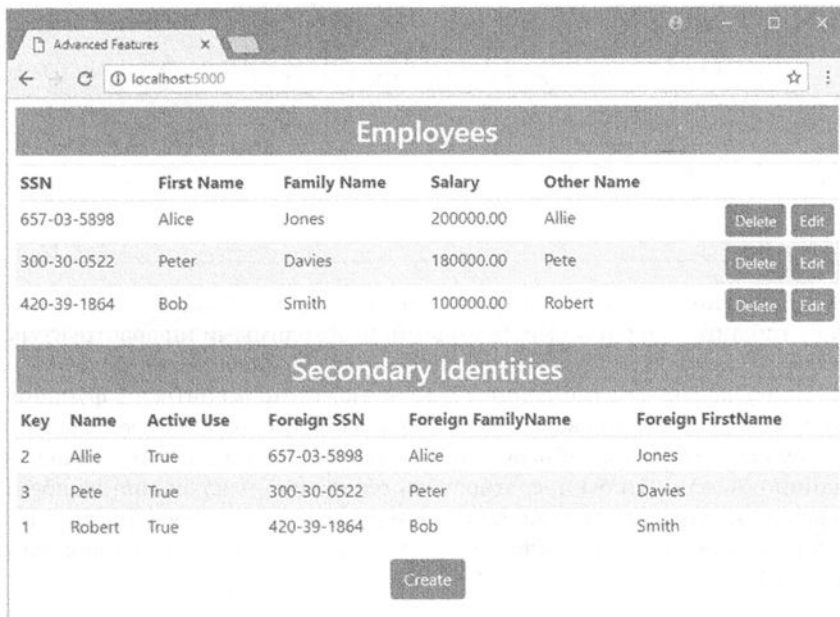 Advanced Features
localhost:5000
Employees
SSN First Name Family Name Salary Other Name
657-03-5898 Alice Jones 200000.00 Allie Delete Edit
300-30-0522 Peter Davies 180000.00 Pete Delete Edit
420-39-1864 Bob Smith 100000.00 Robert Delete Edit
Secondary Identities
Key Name Active Use Foreign SSN Foreign FamilyName Foreign FirstName
2 Allie True 657-03-5898 Alice Jones
3 Pete True 300-30-0522 Peter Davies
1 Robert True 420-39-1864 Bob Smith
Create